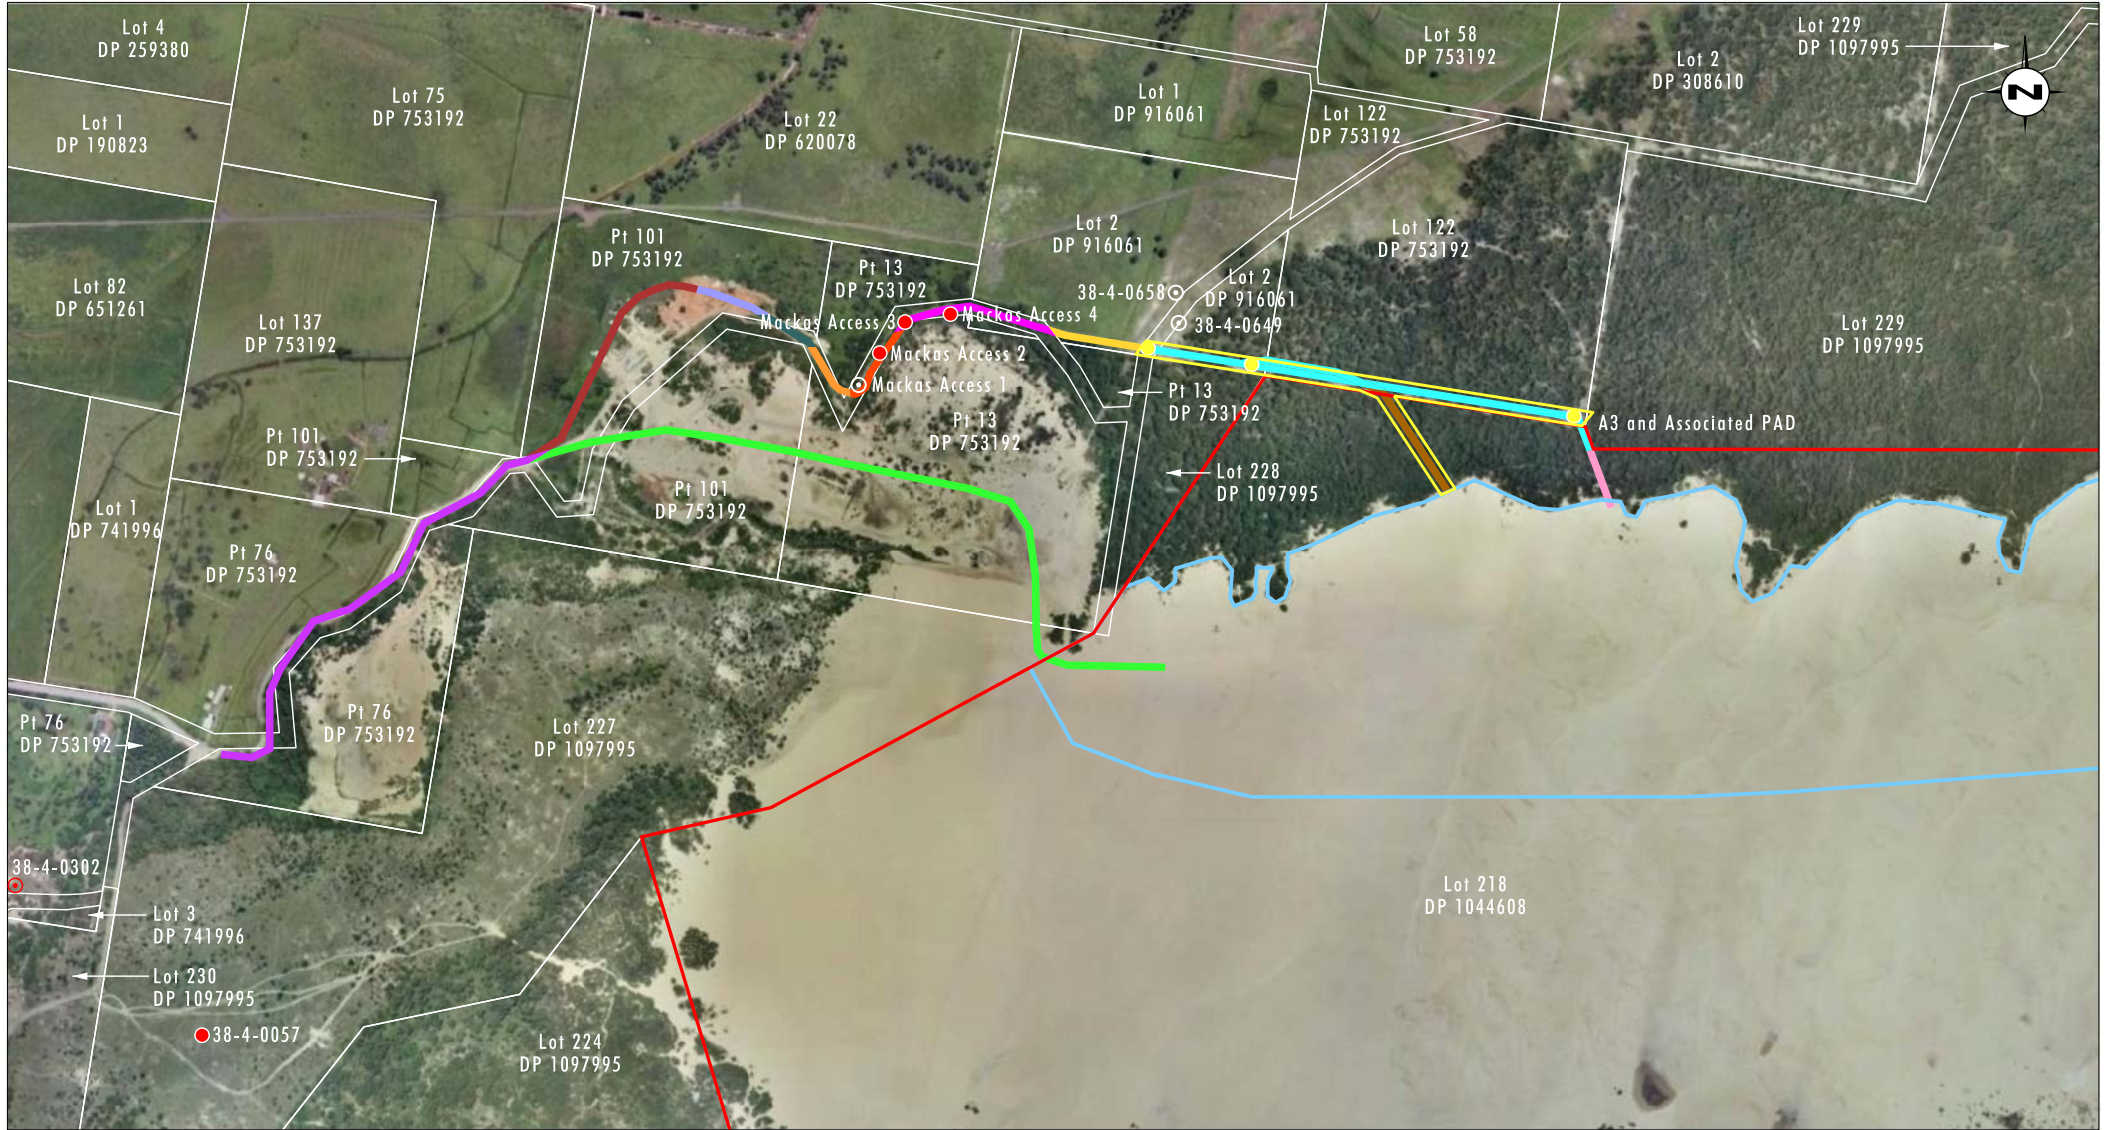 Lot 4
DP 259380
Lot 75
DP 753192
Lot 1
DP 190823
Lot 22
DP 620078
Lot 1
DP 916061
Lot 58
DP 753192
Lot 122
DP 753192
Lot 2
DP 308610
Lot 229
DP 1097995
N
Lot 82
DP 651261
Lot 137
DP 753192
Pt 101
DP 753192
Pt 13
DP 753192
Lot 2
DP 916061
Lot 122
DP 753192
38-4-0658
Lot 2
DP 916061
38-4-0649
Lot 229
DP 1097995
Mackas Access 3
Mackas Access 4
Mackas Access 2
Mackas Access 1
Pt 13
DP 753192
Pt 13
DP 753192
A3 and Associated PAD
Pt 101
DP 753192
Pt 101
DP 753192
Lot 228
DP 1097995
Lot 1
DP 741996
Pt 76
DP 753192
Pt 76
DP 753192
Pt 76
DP 753192
Lot 227
DP 1097995
38-4-0302
Lot 3
DP 741996
Lot 230
DP 1097995
38-4-0057
Lot 224
DP 1097995
Lot 218
DP 1044608